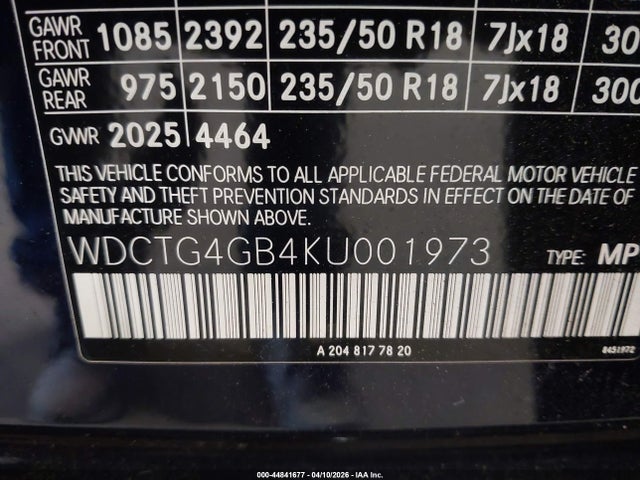 GAWR FRONT 1085 2392 235/50 R18 7Jx18 30
GAWR REAR 975 2150 235/50 R18 7Jx18 300
GVWR 2025 4464
THIS VEHICLE CONFORMS TO ALL APPLICABLE FEDERAL MOTOR VEHICLE
SAFETY AND THEFT PREVENTION STANDARDS IN EFFECT ON THE DATE OF
MANUFACTURE SHOWN ABOVE.
WDCTG4GB4KU001973 TYPE: MP
A 204 817 78 20 8451972
000-44841677 - 04/10/2026 - IAA Inc.